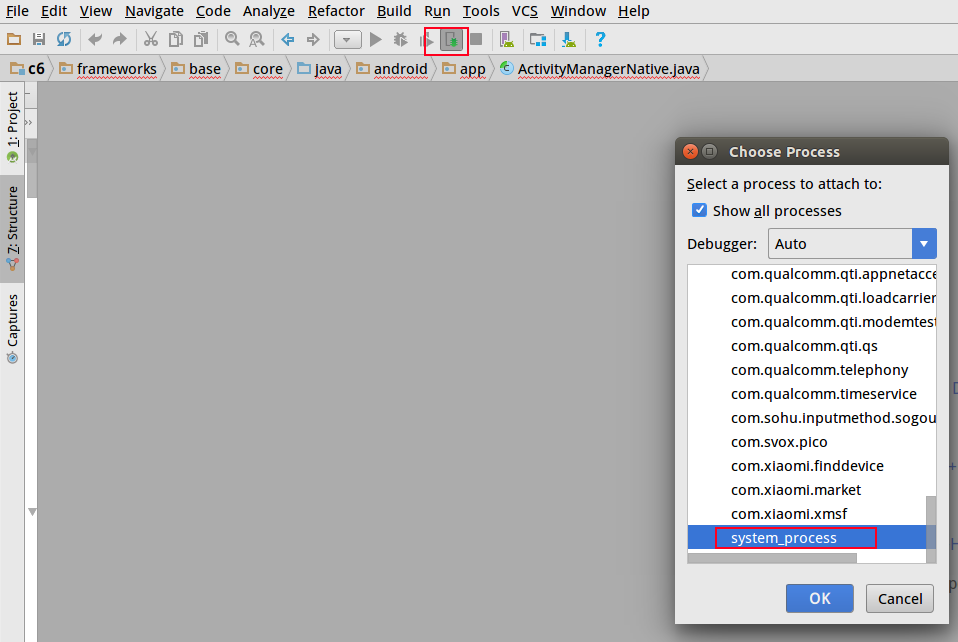 File Edit View Navigate Code Analyze Refactor Build Run Tools VCS Window Help
c6 frameworks base core java android app ActivityManagerNative.java
1: Project
7: Structure
Captures
Choose Process
Select a process to attach to:
Show all processes
Debugger: Auto
com.qualcomm.qti.appnetacce
com.qualcomm.qti.loadcarrier
com.qualcomm.qti.modemtest
com.qualcomm.qti.qs
com.qualcomm.telephony
com.qualcomm.timeservice
com.sohu.inputmethod.sogou
com.svox.pico
com.xiaomi.finddevice
com.xiaomi.market
com.xiaomi.xmsf
system_process
OK Cancel